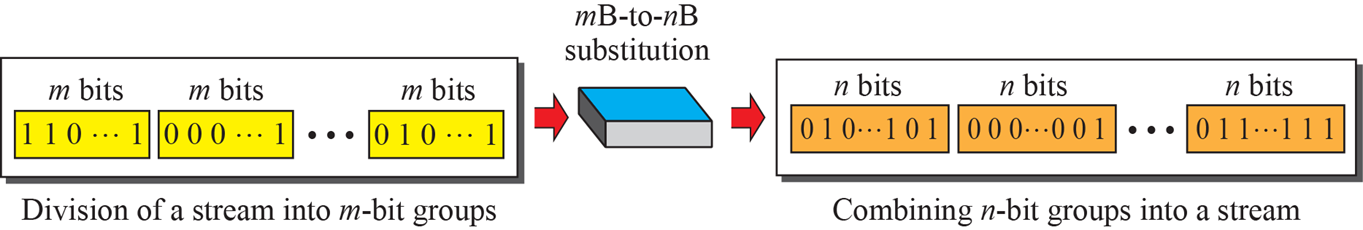 mB-to-nB
substitution
m bits m bits m bits
1 1 0 ··· 1 0 0 0 ··· 1 ••• 0 1 0 ··· 1
n bits n bits n bits
0 1 0···1 0 1 0 0 0···0 0 1 ••• 0 1 1···1 1 1
Division of a stream into m-bit groups
Combining n-bit groups into a stream